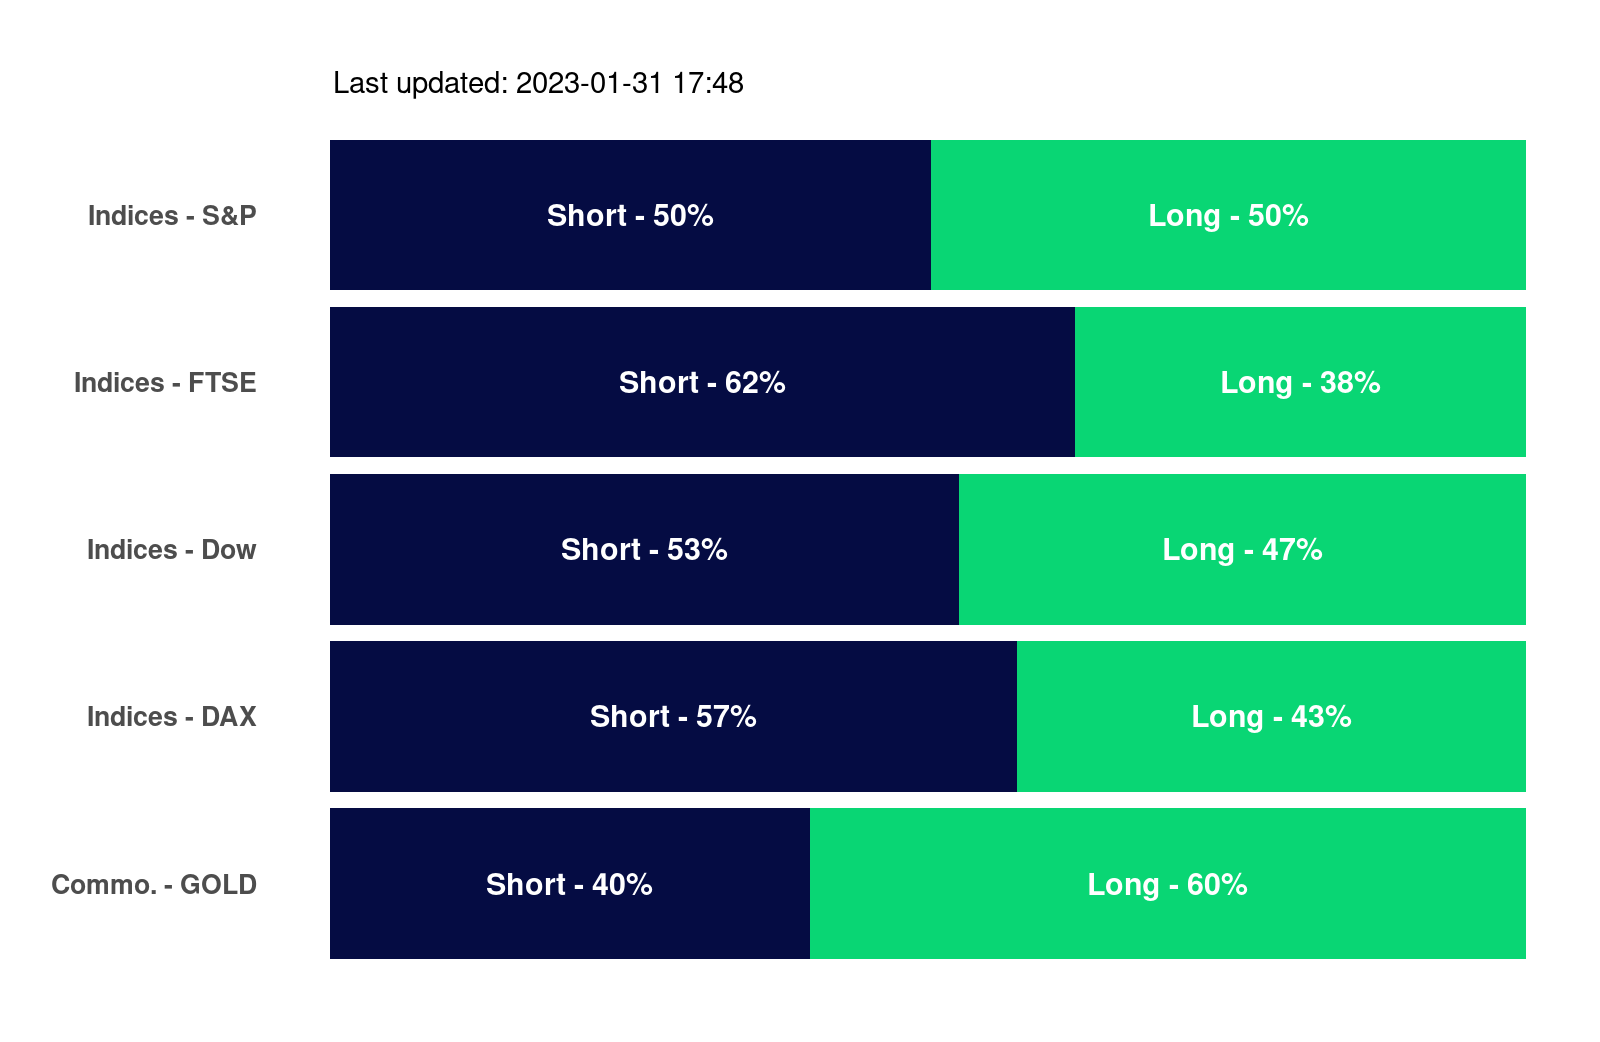 Last updated: 2023-01-31 17:48
Indices - S&P Short - 50% Long - 50%
Indices - FTSE Short - 62% Long - 38%
Indices - Dow Short - 53% Long - 47%
Indices - DAX Short - 57% Long - 43%
Commo. - GOLD Short - 40% Long - 60%